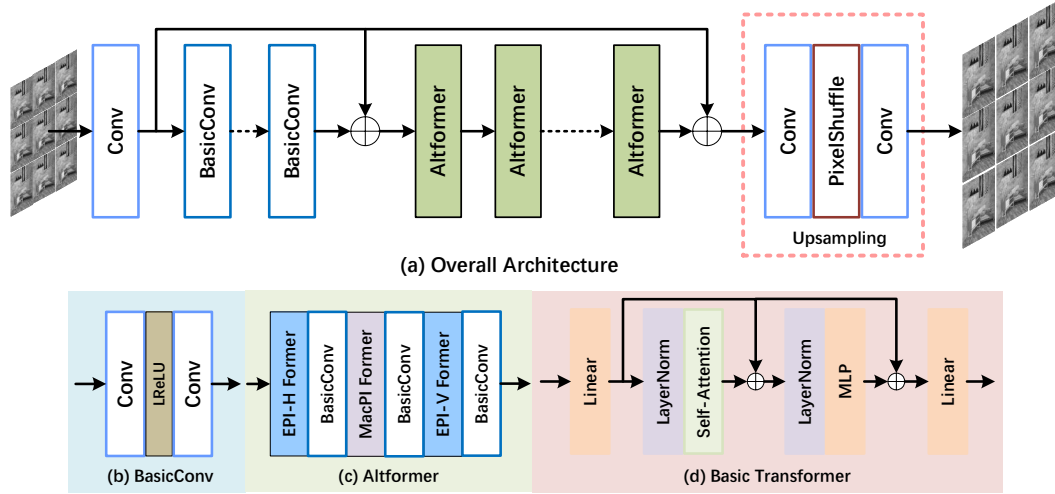 Conv
BasicConv
BasicConv
Altformer
Altformer
Altformer
Conv
PixelShuffle
Conv
Upsampling
(a) Overall Architecture
Conv
LReLU
Conv
(b) BasicConv
EPI-H Former
BasicConv
MacPI Former
BasicConv
EPI-V Former
BasicConv
(c) Altformer
Linear
LayerNorm
Self-Attention
LayerNorm
MLP
Linear
(d) Basic Transformer